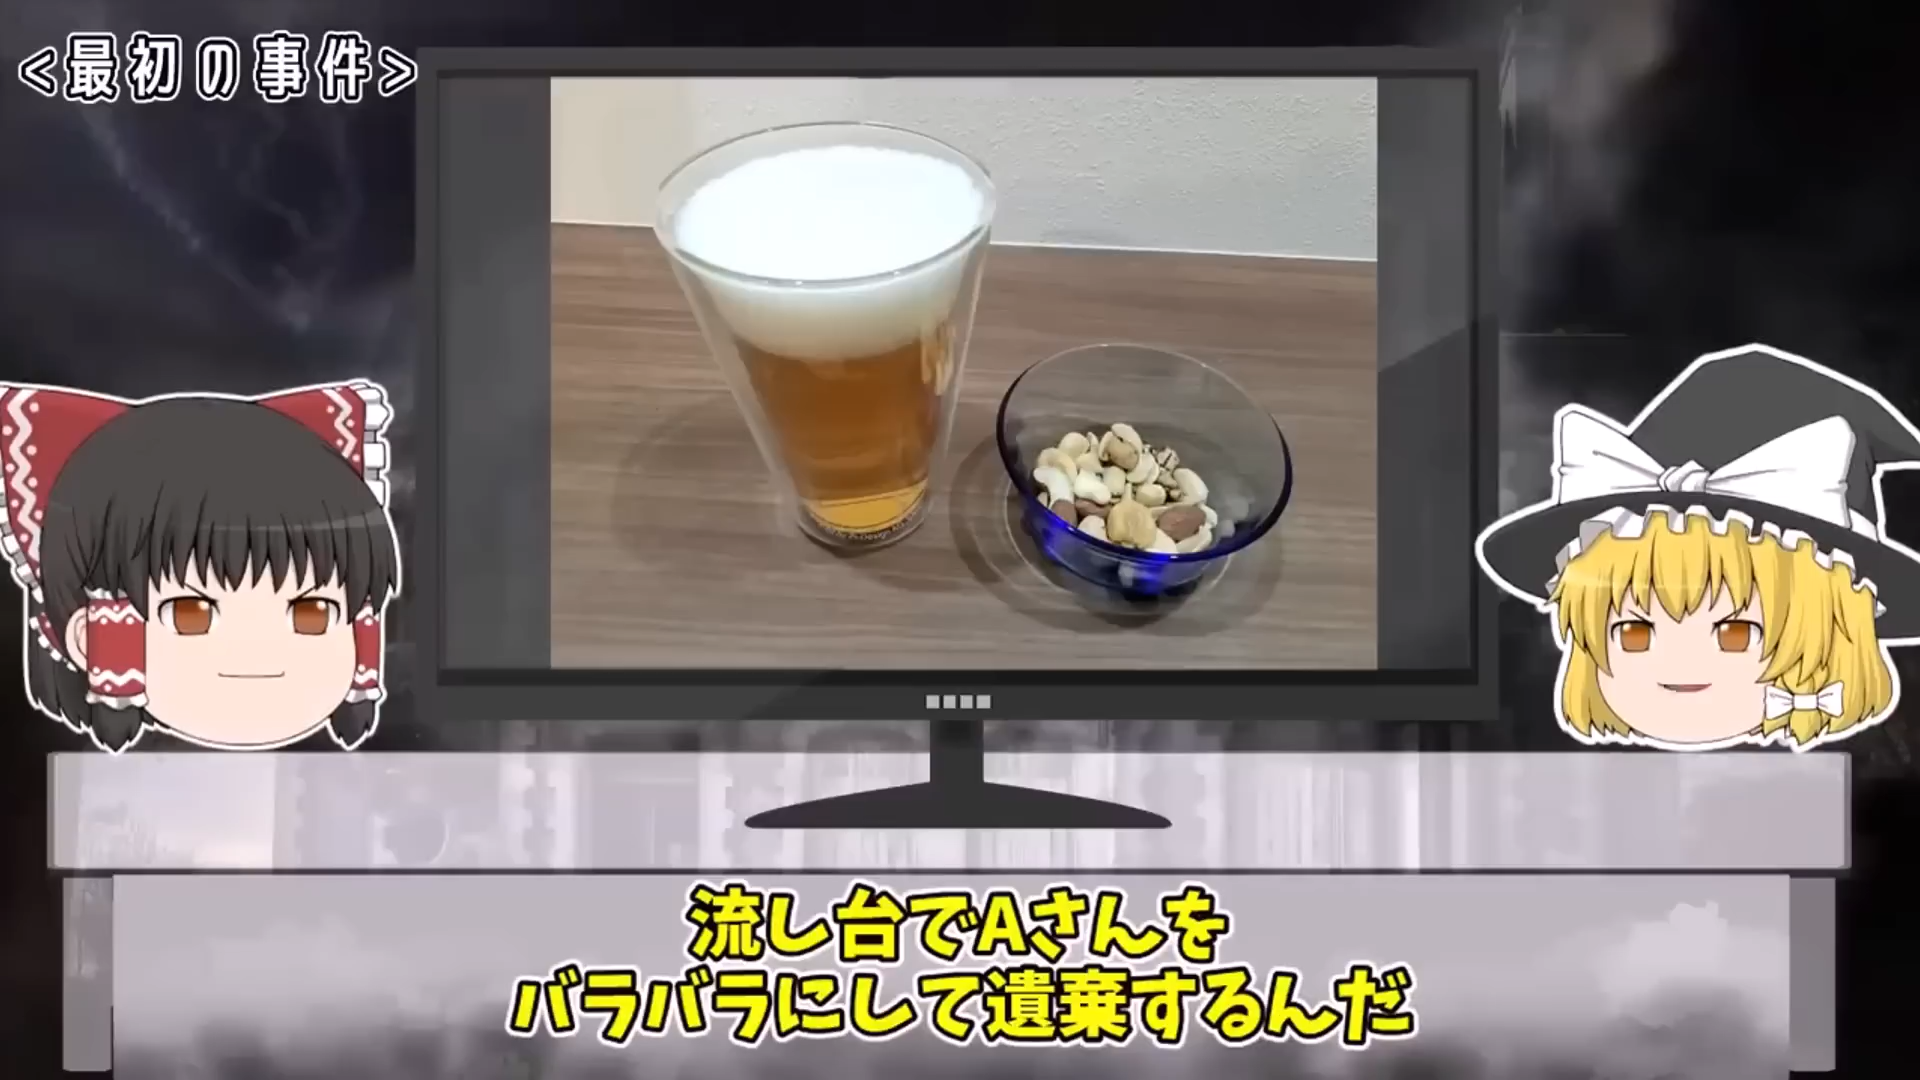 <最初の事件>
流し台でAさんを
バラバラにして遺棄するんだ